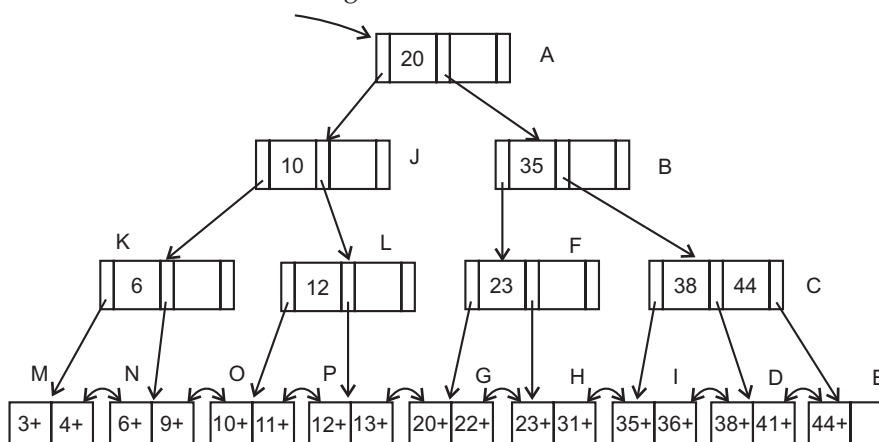 20 A
10 J 35 B
K L F
6 12 23 38 44 C
M N O P G H I D E
3+ 4+ 6+ 9+ 10+ 11+ 12+ 13+ 20+ 22+ 23+ 31+ 35+ 36+ 38+ 41+ 44+